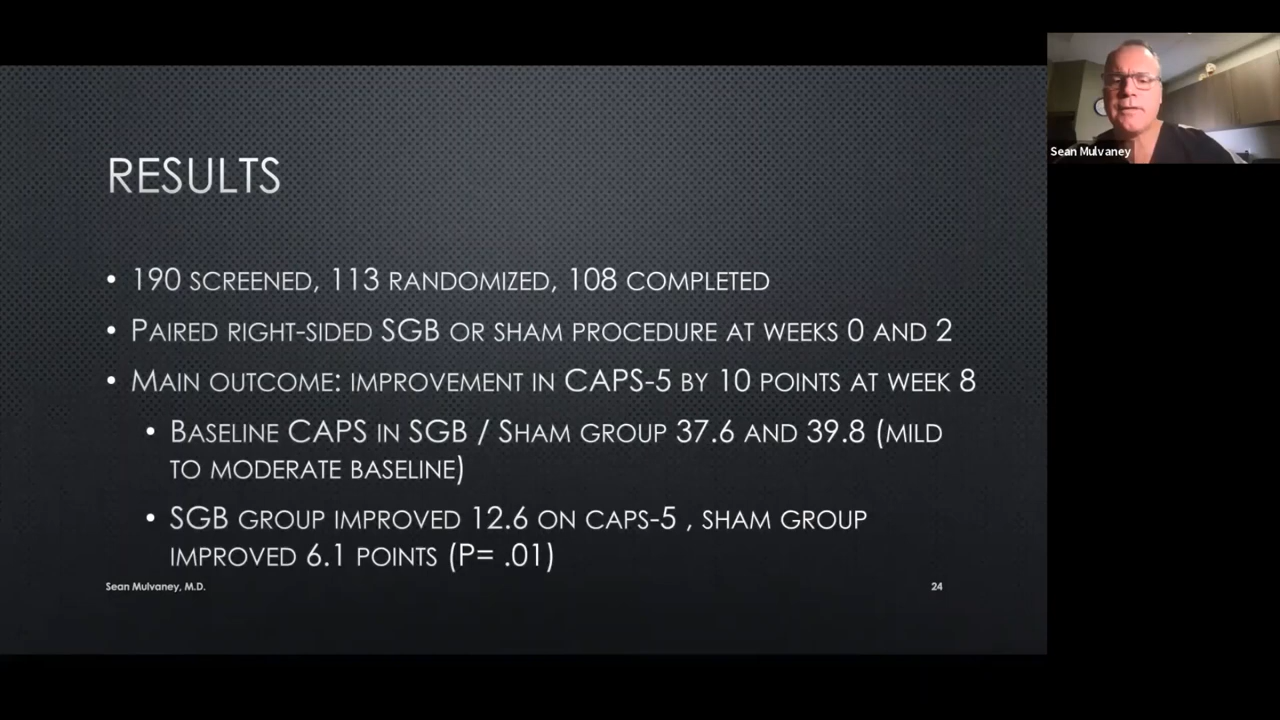 RESULTS
• 190 SCREENED, 113 RANDOMIZED, 108 COMPLETED
• PAIRED RIGHT-SIDED SGB OR SHAM PROCEDURE AT WEEKS 0 AND 2
• MAIN OUTCOME: IMPROVEMENT IN CAPS-5 BY 10 POINTS AT WEEK 8
• BASELINE CAPS IN SGB / SHAM GROUP 37.6 AND 39.8 (MILD
TO MODERATE BASELINE)
• SGB GROUP IMPROVED 12.6 ON CAPS-5 , SHAM GROUP
IMPROVED 6.1 POINTS (P= .01)
Sean Mulvaney, M.D.
24
Sean Mulvaney